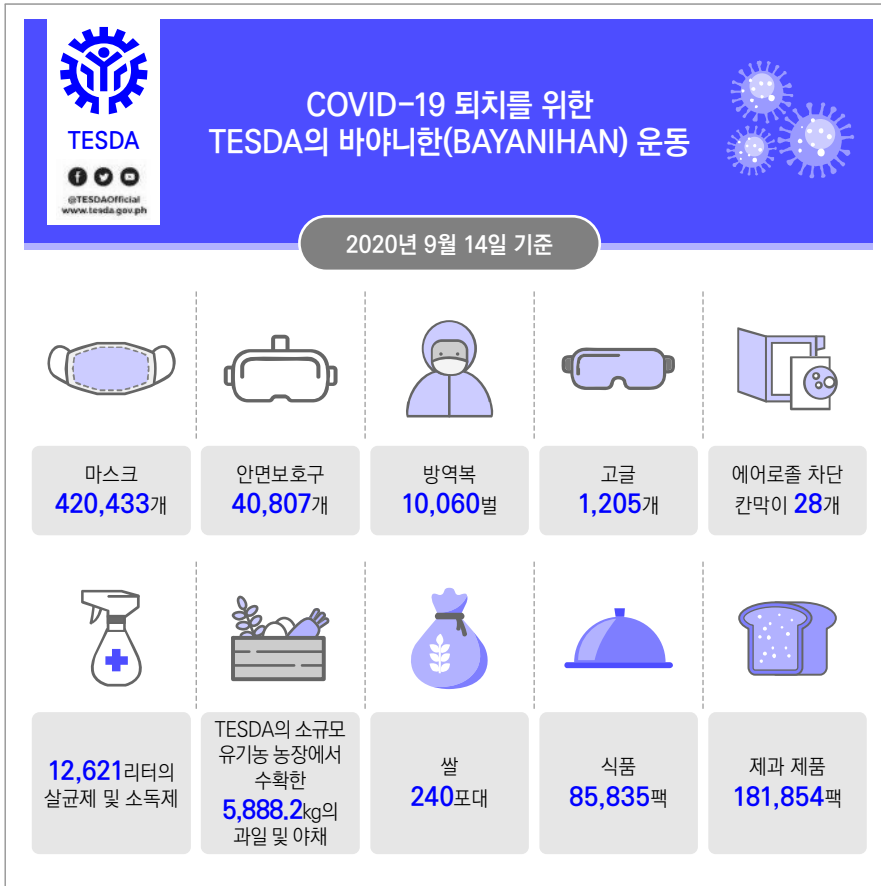 TESDA
@TESDAOfficial
www.tesda.gov.ph
COVID-19 퇴치를 위한
TESDA의 바야니한(BAYANIHAN) 운동
2020년 9월 14일 기준
마스크
420,433개
안면보호구
40,807개
방역복
10,060벌
고글
1,205개
에어로졸 차단
칸막이 28개
12,621리터의
살균제 및 소독제
TESDA의 소규모
유기농 농장에서
수확한
5,888.2kg의
과일 및 야채
쌀
240포대
식품
85,835팩
제과 제품
181,854팩